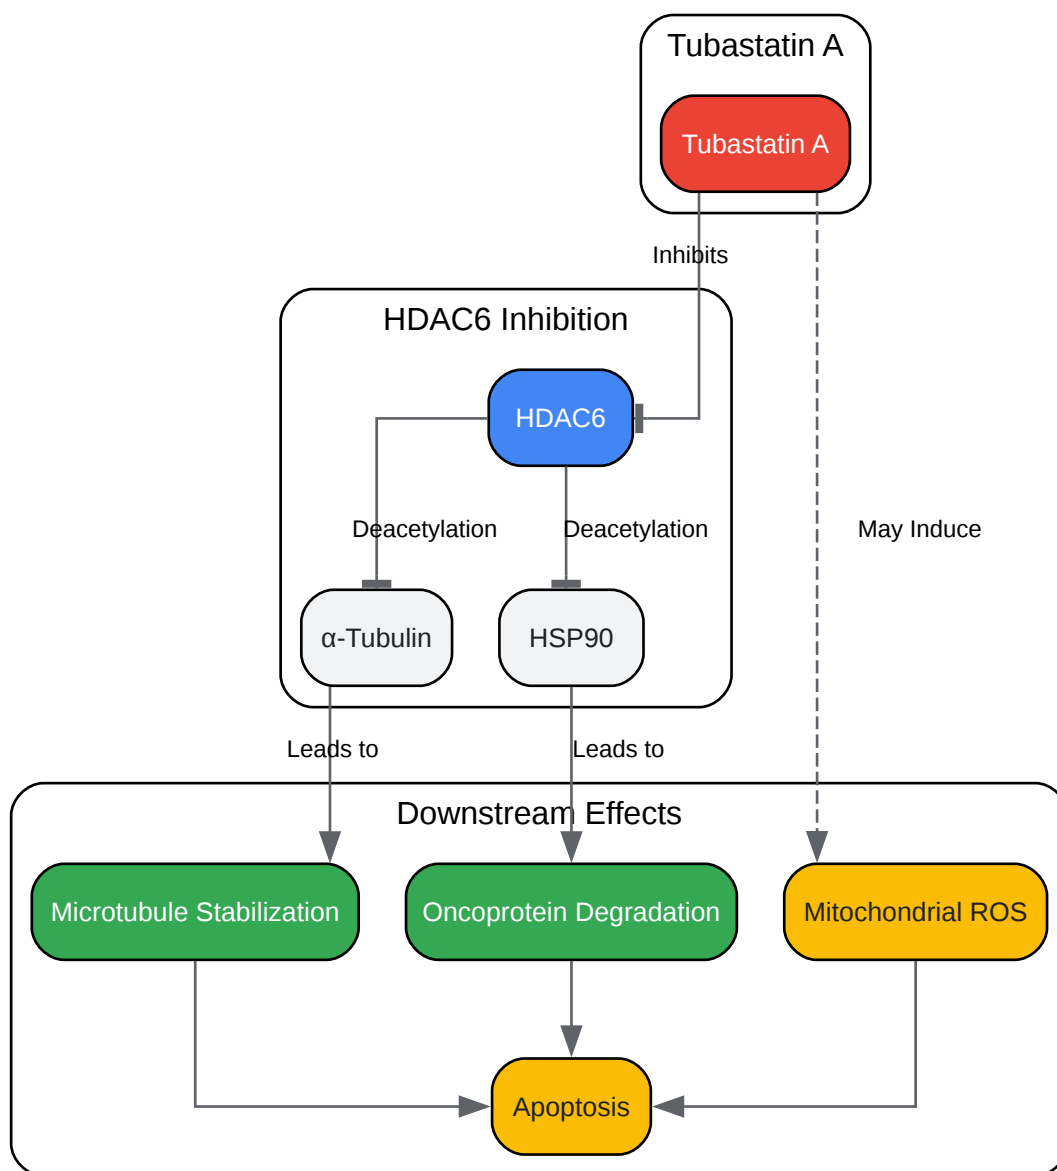 Tubastatin A
Tubastatin A
Inhibits
HDAC6 Inhibition
HDAC6
Deacetylation
Deacetylation
May Induce
α-Tubulin
HSP90
Leads to
Leads to
Downstream Effects
Microtubule Stabilization
Oncoprotein Degradation
Mitochondrial ROS
Apoptosis